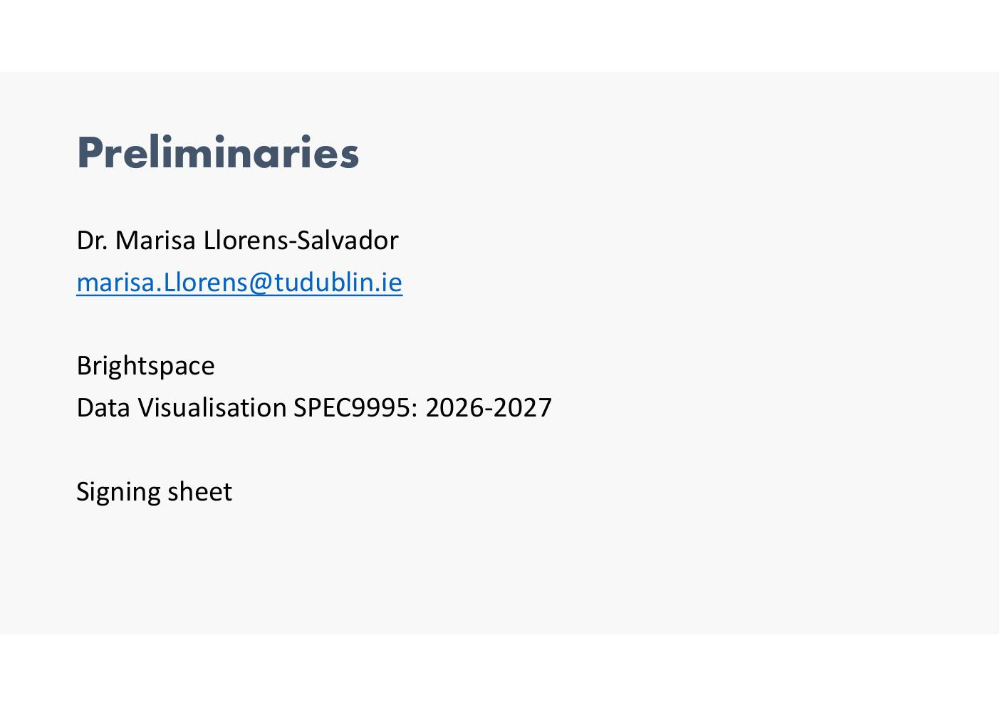 Preliminaries
Dr. Marisa Llorens-Salvador
marisa.Llorens@tudublin.ie
Brightspace
Data Visualisation SPEC9995: 2026-2027
Signing sheet